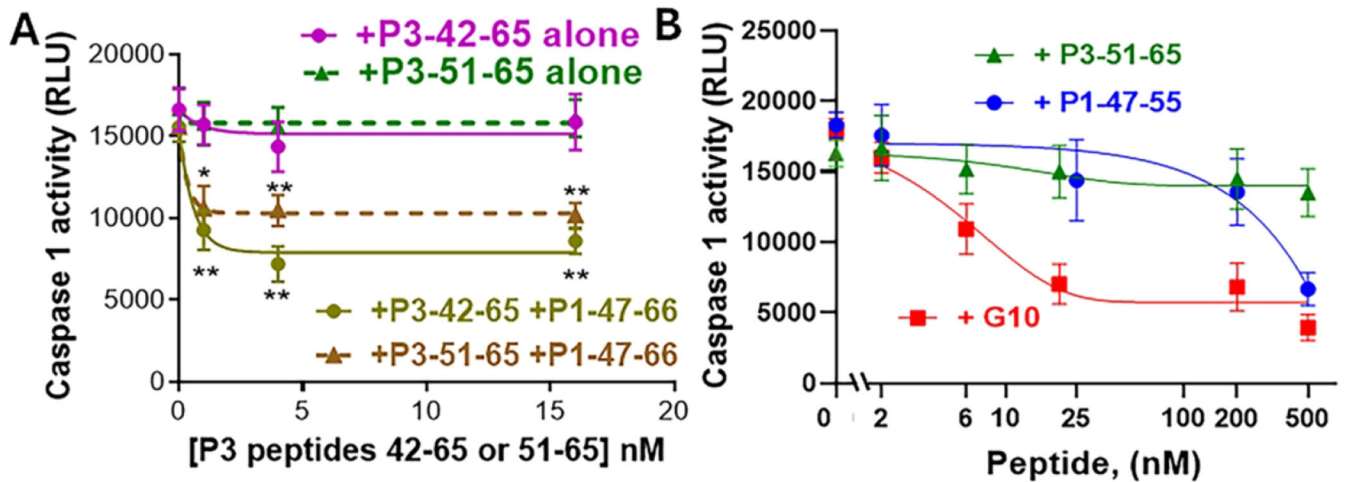 A
Caspase 1 activity (RLU)
20000
15000
10000
5000
0
0 5 10 15 20
[P3 peptides 42-65 or 51-65] nM
+P3-42-65 alone
+P3-51-65 alone
* ** **
** ** **
+P3-42-65 +P1-47-66
+P3-51-65 +P1-47-66
B
Caspase 1 activity (RLU)
25000
20000
15000
10000
5000
0
0 2 6 10 25 100 200 500
Peptide, (nM)
+ P3-51-65
+ P1-47-55
+ G10